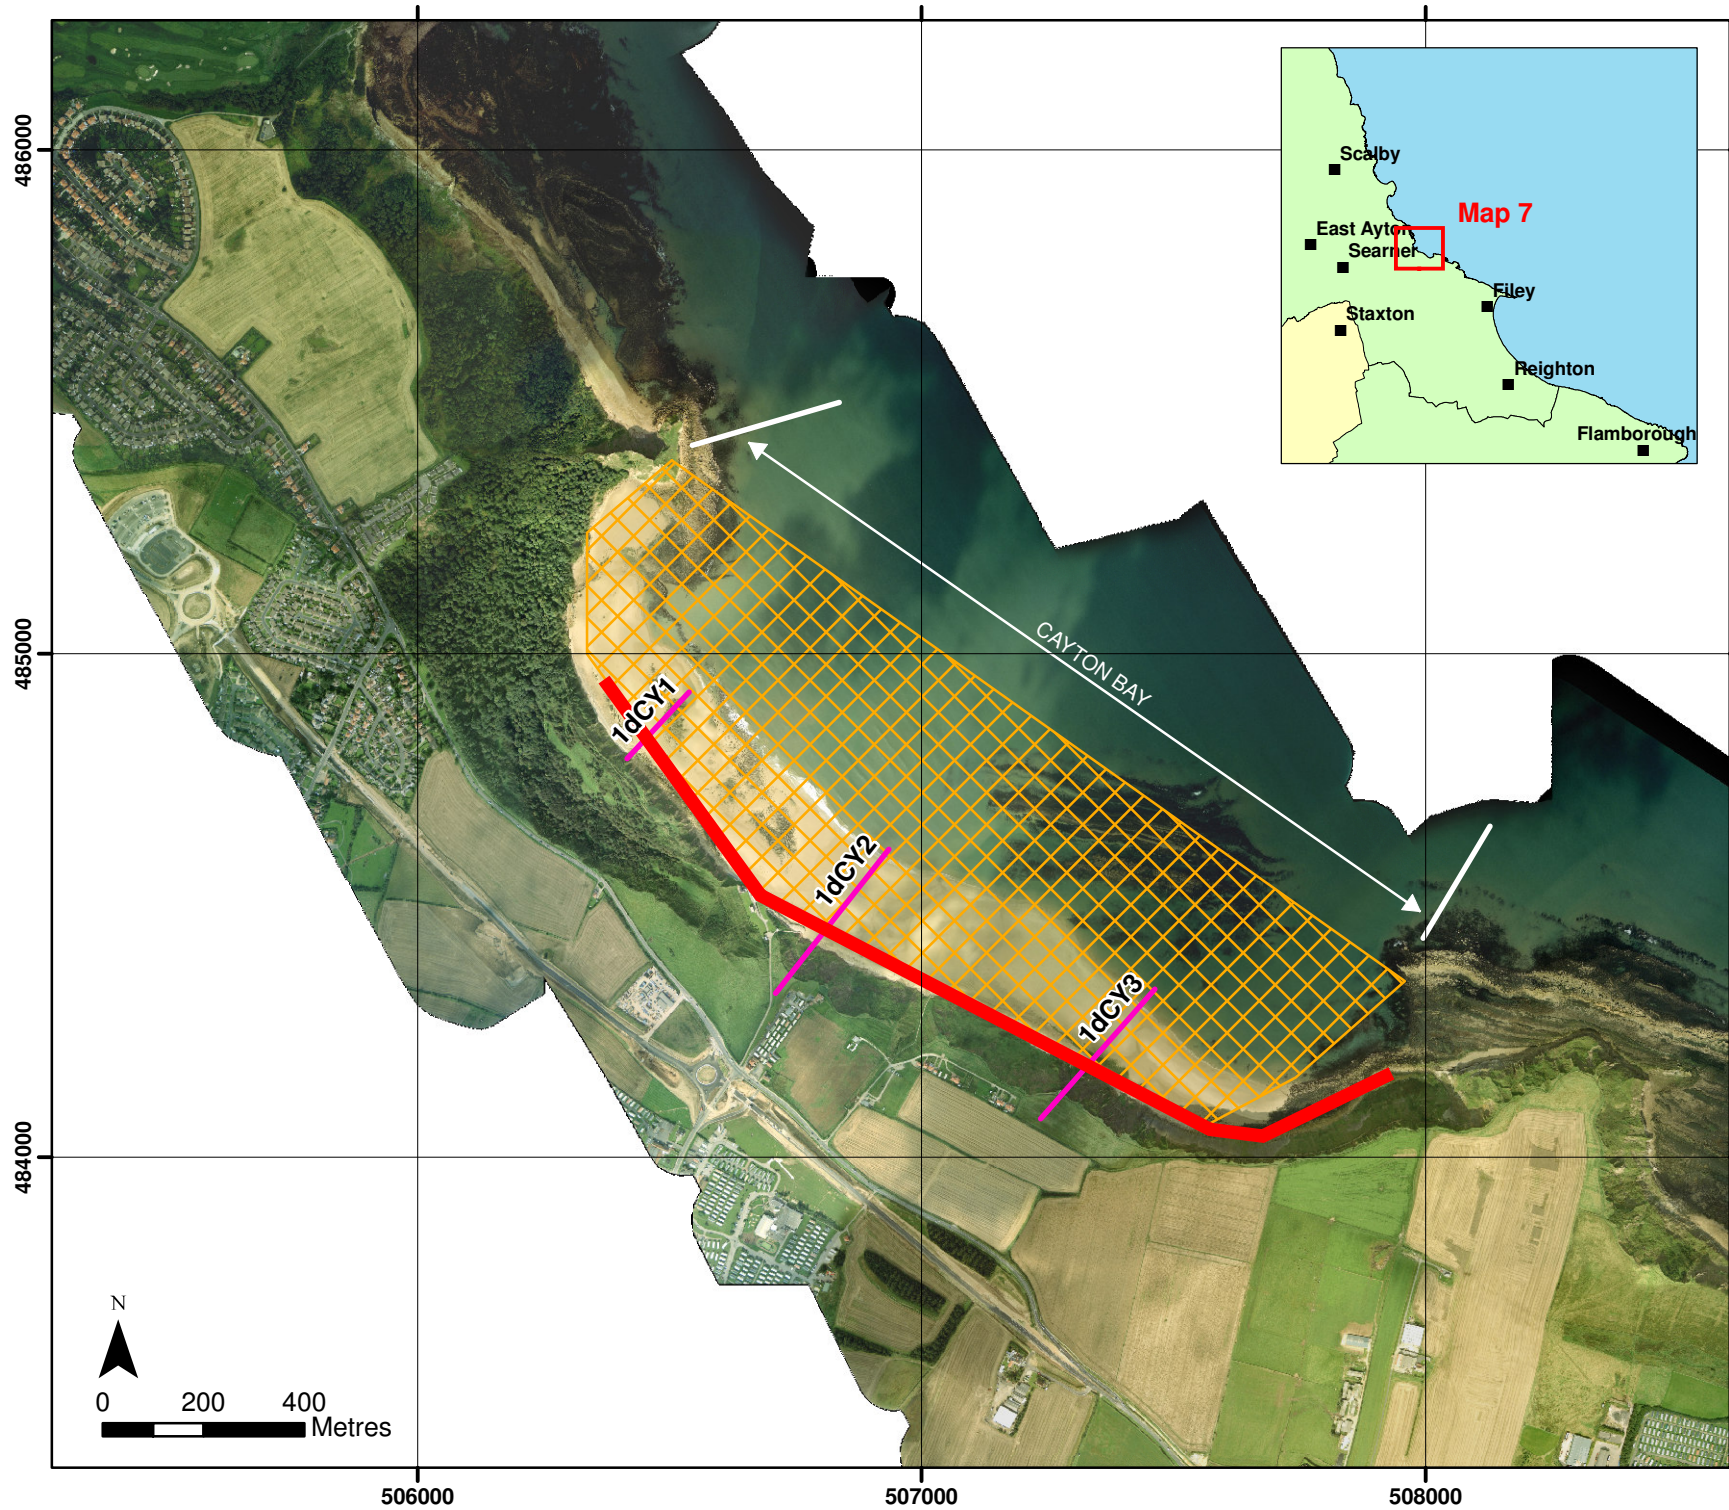 486000
485000
484000
Scalby
East Ayton
Searner
Map 7
Filey
Staxton
Reighton
Flamborough
CAYTON BAY
1dCY1
1dCY2
1dCY3
N
0 200 400
Metres
506000 507000 508000